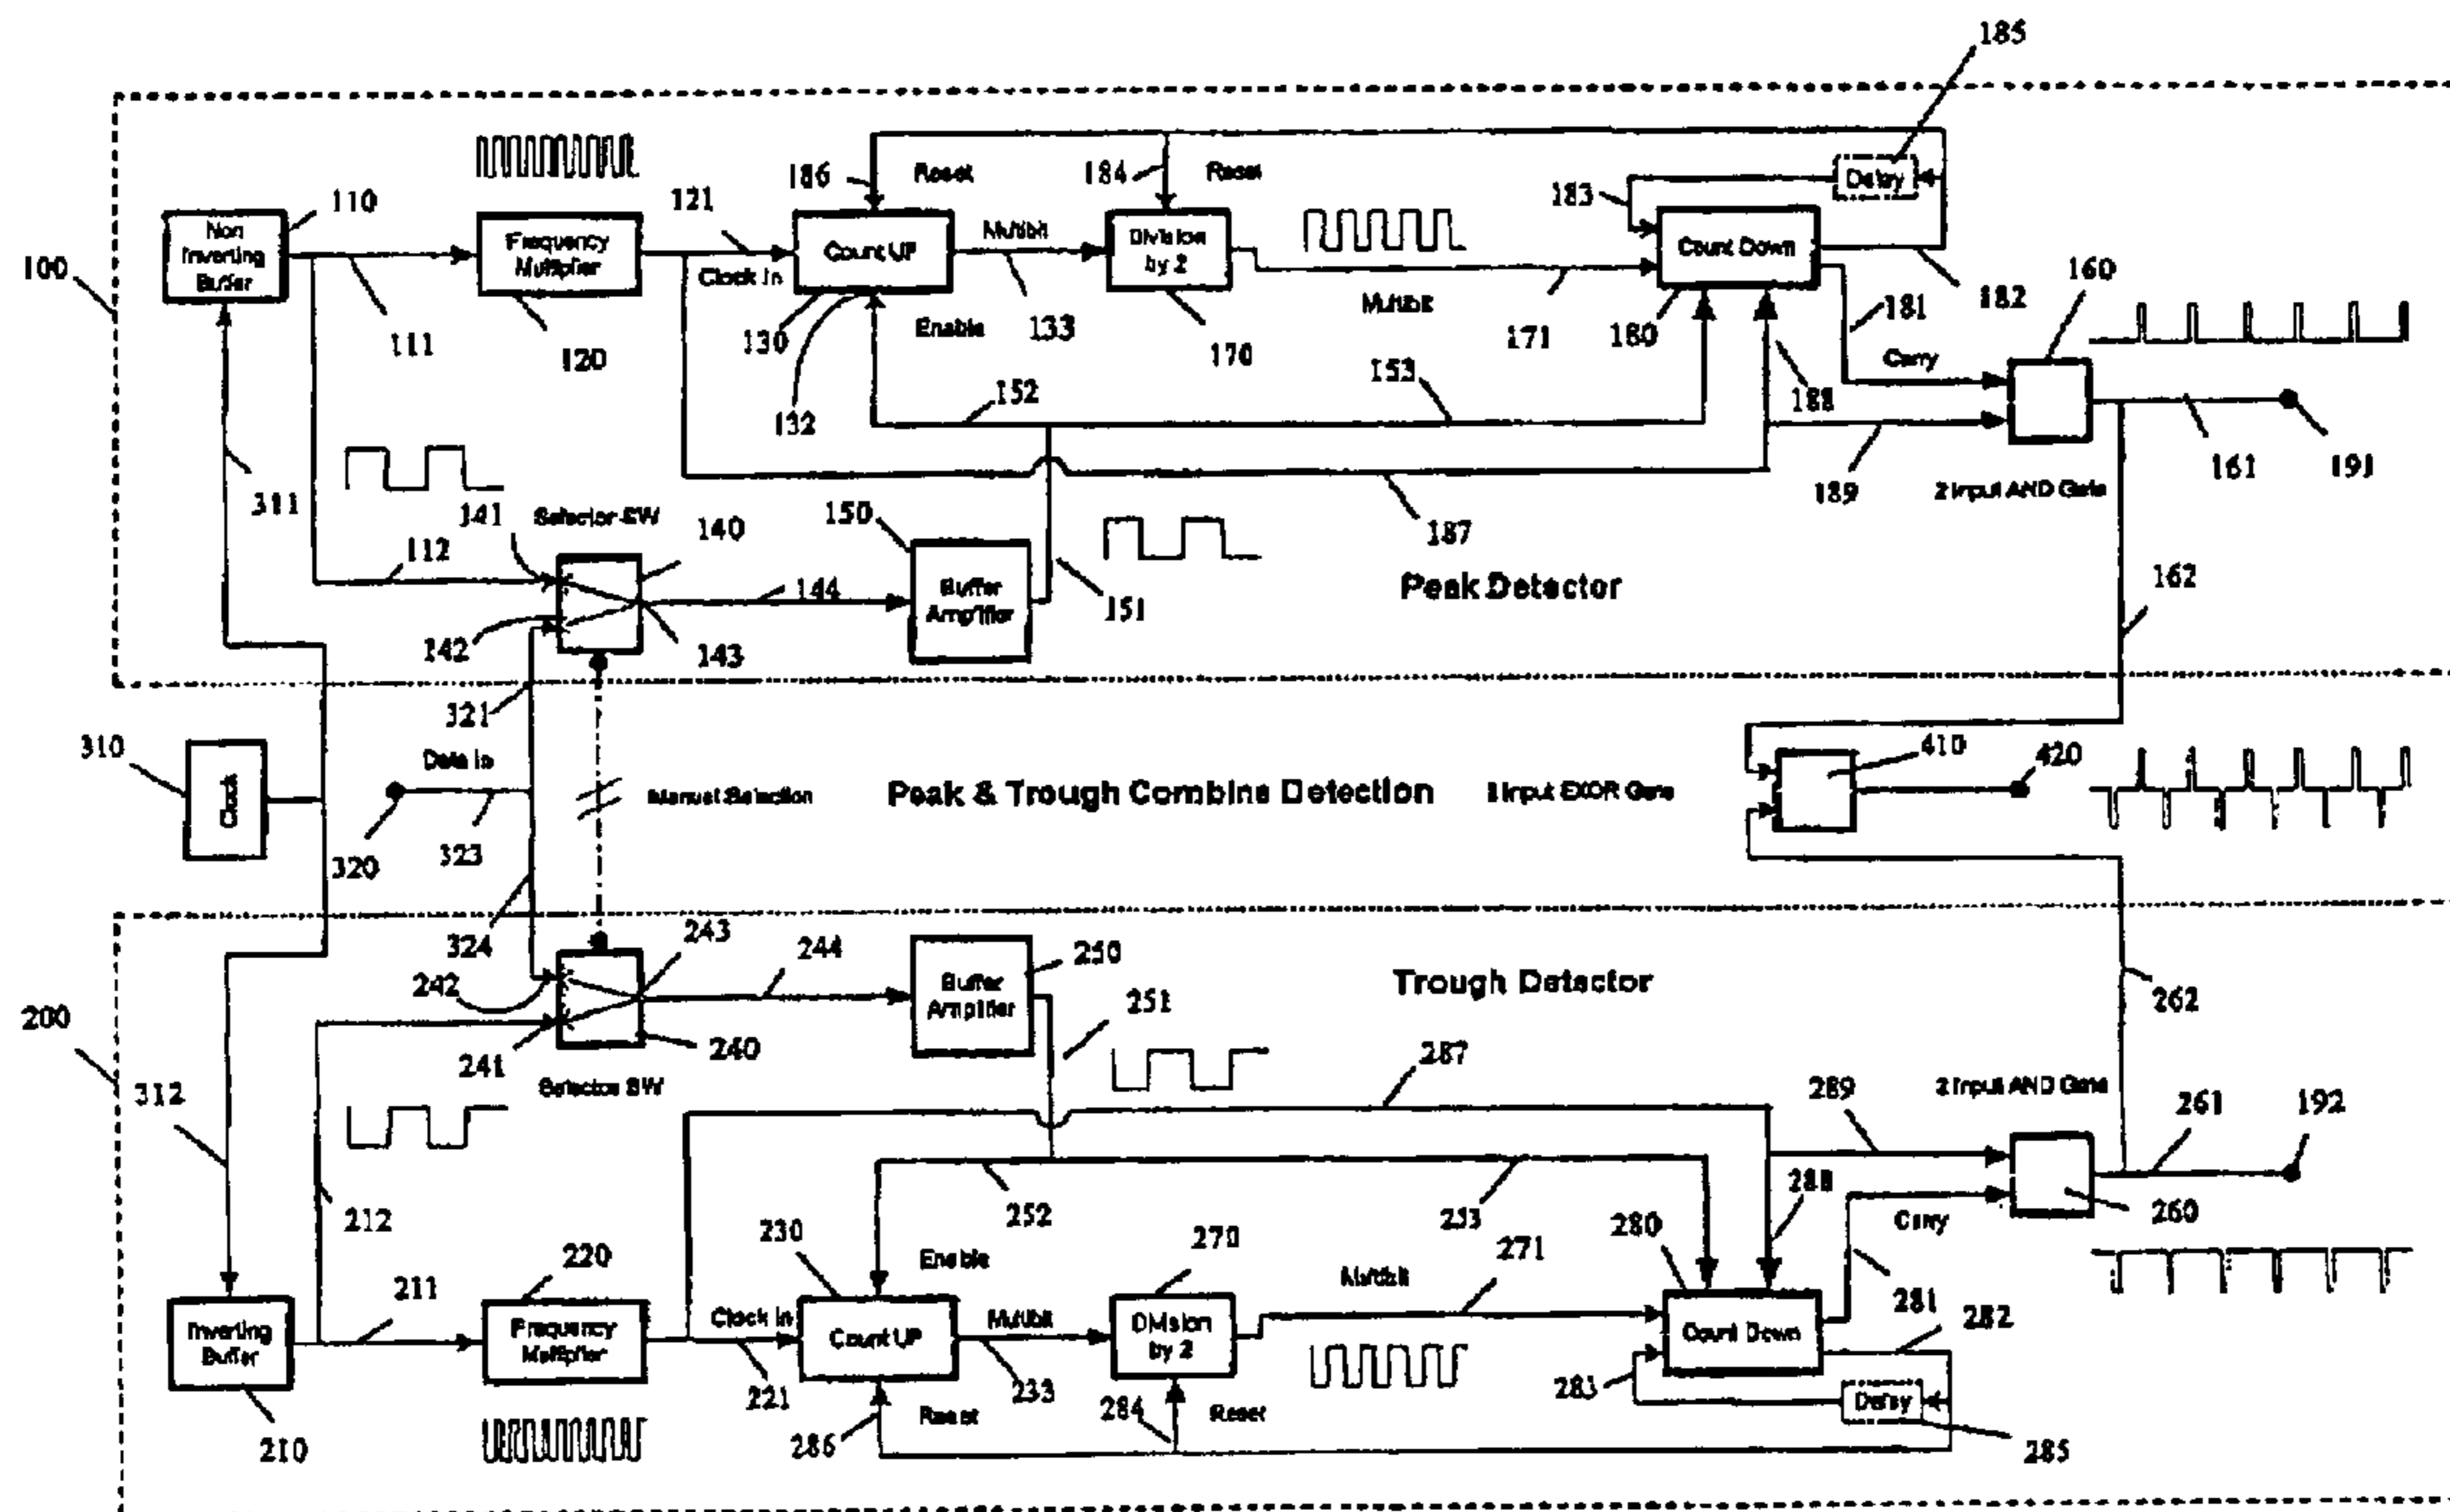 185
186
Reset
184
Reset
183
Delay
110
121
Non
Inverting
Buffer
Frequency
Multiplier
Count UP
Multibit
Division
by 2
Count Down
160
100
Clock In
Multibit
182
181
111
120
130
Enable
133
170
171
180
Carry
153
152
188
132
311
141
Selector SW
140
150
189
2 Input AND Gate
161
191
187
112
144
Buffer
Amplifier
151
Peak Detector
162
142
143
321
310
Data In
410
420
Clock
Manual Selection
Peak & Trough Combine Detection
Input EXOR Gate
320
323
324
243
244
250
242
Buffer
Amplifier
Trough Detector
251
262
200
241
240
287
312
Selector SW
289
2 Input AND Gate
261
192
212
252
253
288
280
260
230
270
271
Carry
220
Enable
Multibit
211
281
282
Inverting
Buffer
Frequency
Multiplier
Clock In
Count UP
Multibit
Division
by 2
Count Down
221
233
283
Delay
210
286
Reset
284
Reset
285